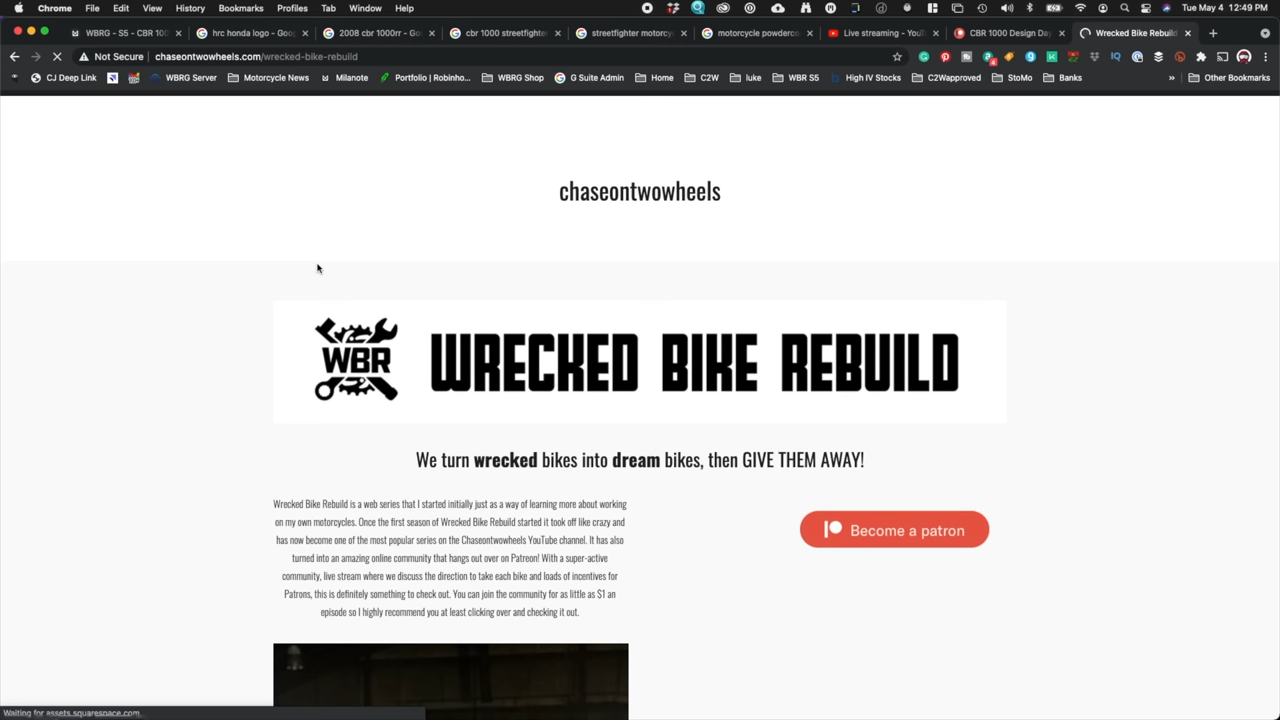 Chrome File Edit View History Bookmarks Profiles Tab Window Help
Tue May 4 12:49 PM
WBRG - S5 - CBR 100
hrc honda logo - Goog
2008 cbr 1000rr - Go
cbr 1000 streetfighter
streetfighter motorcy
motorcycle powderco
Live streaming - YouT
CBR 1000 Design Day
Wrecked Bike Rebuild
Not Secure chaseontwowheels.com/wrecked-bike-rebuild
CJ Deep Link
WBRG Server
Motorcycle News
Milanote
Portfolio | Robinho...
WBRG Shop
G Suite Admin
Home
C2W
luke
WBR S5
High IV Stocks
C2Wapproved
StoMo
Banks
»
Other Bookmarks
chaseontwowheels
WBR
WRECKED BIKE REBUILD
We turn wrecked bikes into dream bikes, then GIVE THEM AWAY!
Wrecked Bike Rebuild is a web series that I started initially just as a way of learning more about working
on my own motorcycles. Once the first season of Wrecked Bike Rebuild started it took off like crazy and
has now become one of the most popular series on the Chaseontwowheels YouTube channel. It has also
turned into an amazing online community that hangs out over on Patreon! With a super-active
community, live stream where we discuss the direction to take each bike and loads of incentives for
Patrons, this is definitely something to check out. You can join the community for as little as $1 an
episode so I highly recommend you at least clicking over and checking it out.
Become a patron
Waiting for assets.squarespace.com...